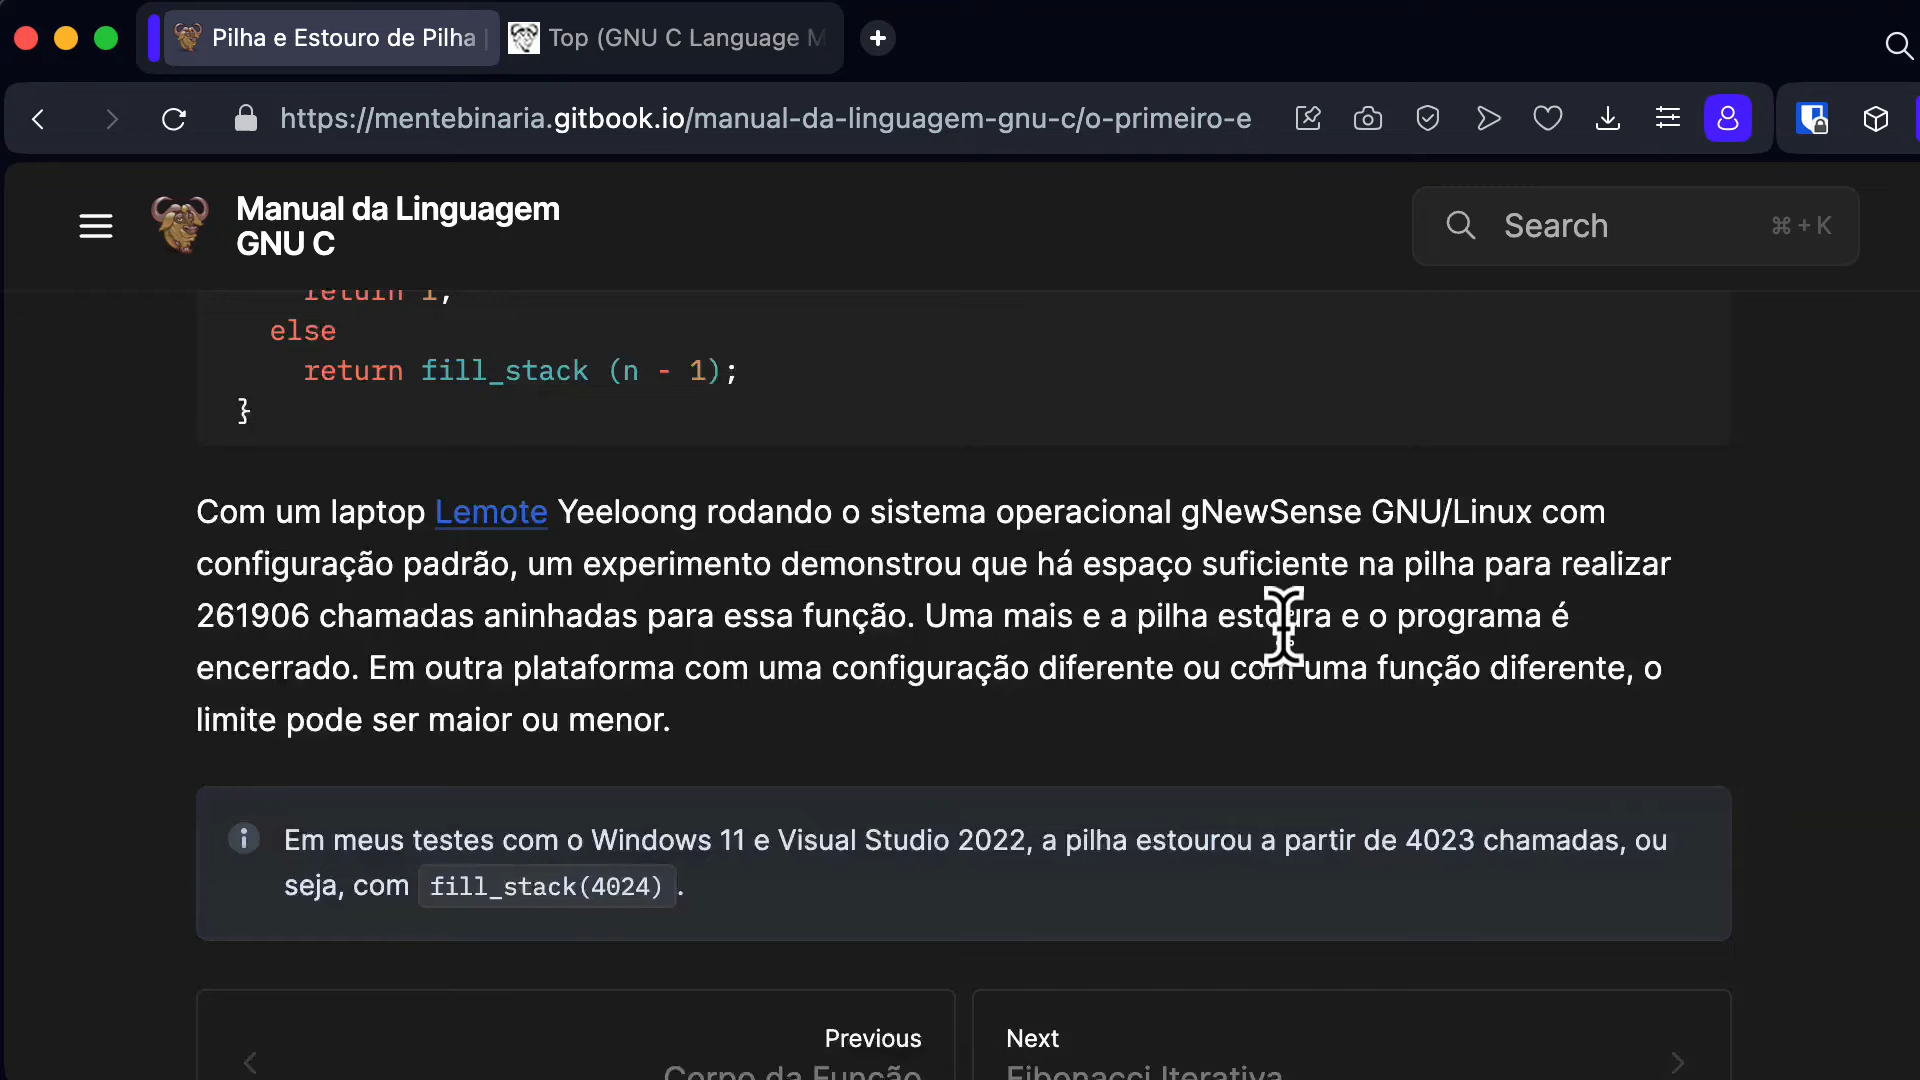 Pilha e Estouro de Pilha |
Top (GNU C Language M
https://mentebinaria.gitbook.io/manual-da-linguagem-gnu-c/o-primeiro-e
Manual da Linguagem
GNU C
Search
⌘ + K
return 1;
else
return fill_stack (n - 1);
}
Com um laptop Lemote Yeeloong rodando o sistema operacional gNewSense GNU/Linux com
configuração padrão, um experimento demonstrou que há espaço suficiente na pilha para realizar
261906 chamadas aninhadas para essa função. Uma mais e a pilha estoura e o programa é
encerrado. Em outra plataforma com uma configuração diferente ou com uma função diferente, o
limite pode ser maior ou menor.
Em meus testes com o Windows 11 e Visual Studio 2022, a pilha estourou a partir de 4023 chamadas, ou
seja, com fill_stack(4024) .
Previous
Corpo da Função
Next
Fibonacci Iterativa